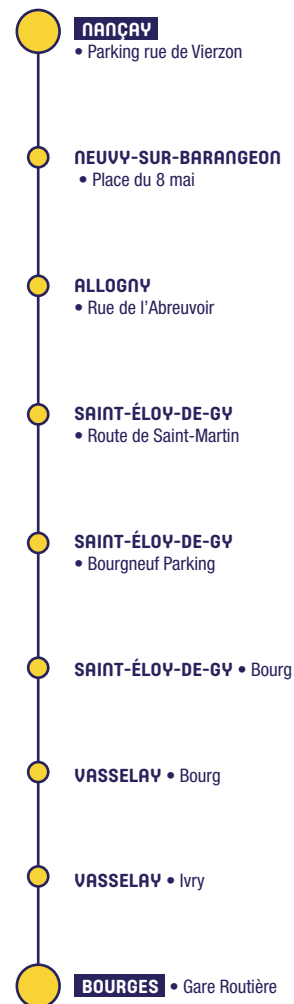 NANÇAY
• Parking rue de Vierzon
NEUVY-SUR-BARANGEON
• Place du 8 mai
ALLOGNY
• Rue de l’Abreuvoir
SAINT-ÉLOY-DE-GY
• Route de Saint-Martin
SAINT-ÉLOY-DE-GY
• Bourgneuf Parking
SAINT-ÉLOY-DE-GY • Bourg
VASSELAY • Bourg
VASSELAY • Ivry
BOURGES • Gare Routière